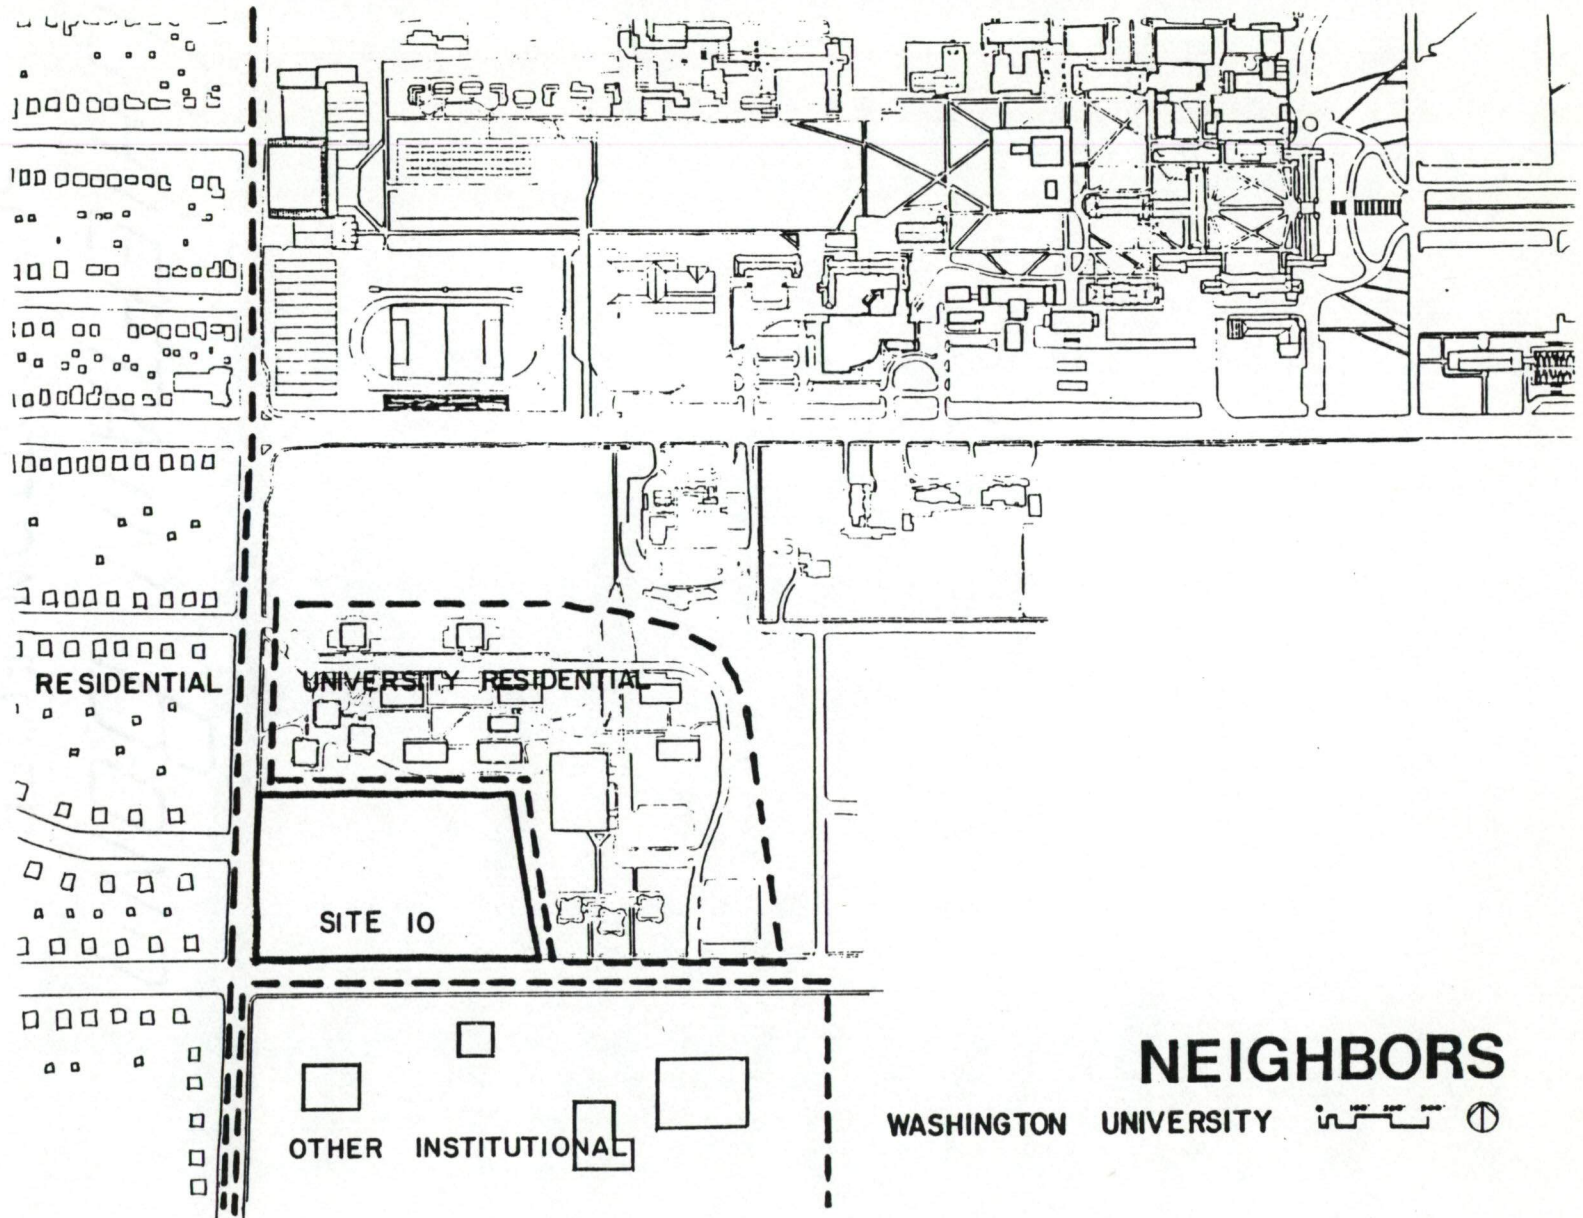 RESIDENTIAL
UNIVERSITY RESIDENTIAL
SITE 10
NEIGHBORS
WASHINGTON UNIVERSITY
OTHER INSTITUTIONAL